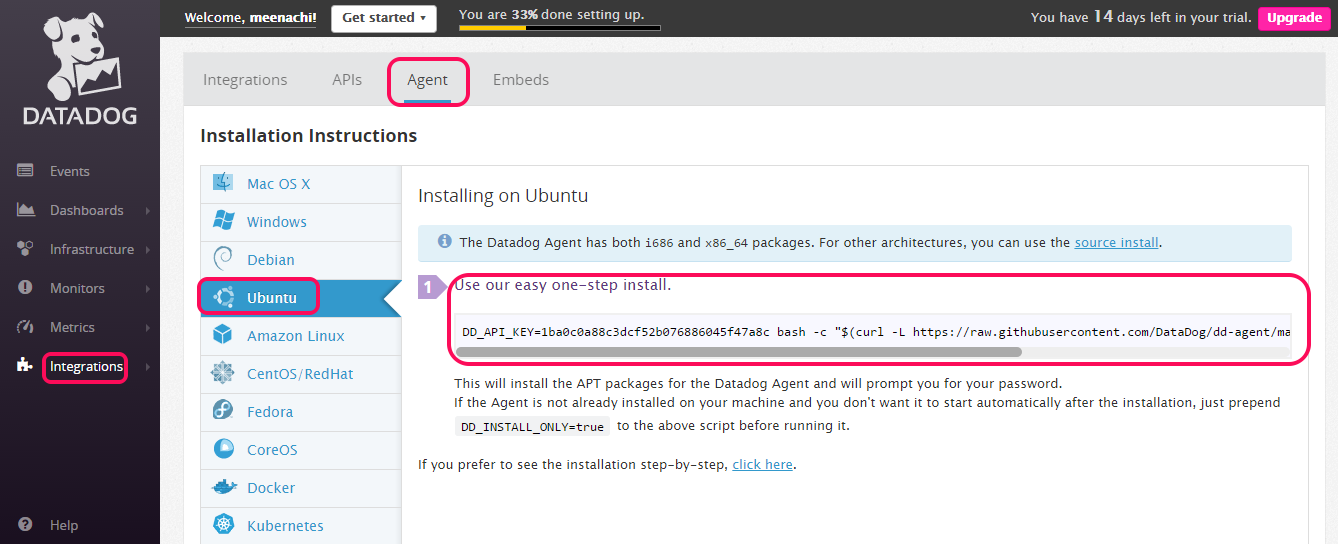 Welcome, meenachi!
Get started ▾
You are 33% done setting up.
You have 14 days left in your trial.
Upgrade
DATADOG
Events
Dashboards
Infrastructure
Monitors
Metrics
Integrations
Help
Integrations
APIs
Agent
Embeds
Installation Instructions
Mac OS X
Windows
Debian
Ubuntu
Amazon Linux
CentOS/RedHat
Fedora
CoreOS
Docker
Kubernetes
Installing on Ubuntu
The Datadog Agent has both i686 and x86_64 packages. For other architectures, you can use the source install.
1
Use our easy one-step install.
DD_API_KEY=1ba0c0a88c3dcf52b076886045f47a8c bash -c "$(curl -L https://raw.githubusercontent.com/DataDog/dd-agent/ma
This will install the APT packages for the Datadog Agent and will prompt you for your password.
If the Agent is not already installed on your machine and you don't want it to start automatically after the installation, just prepend
DD_INSTALL_ONLY=true to the above script before running it.
If you prefer to see the installation step-by-step, click here.